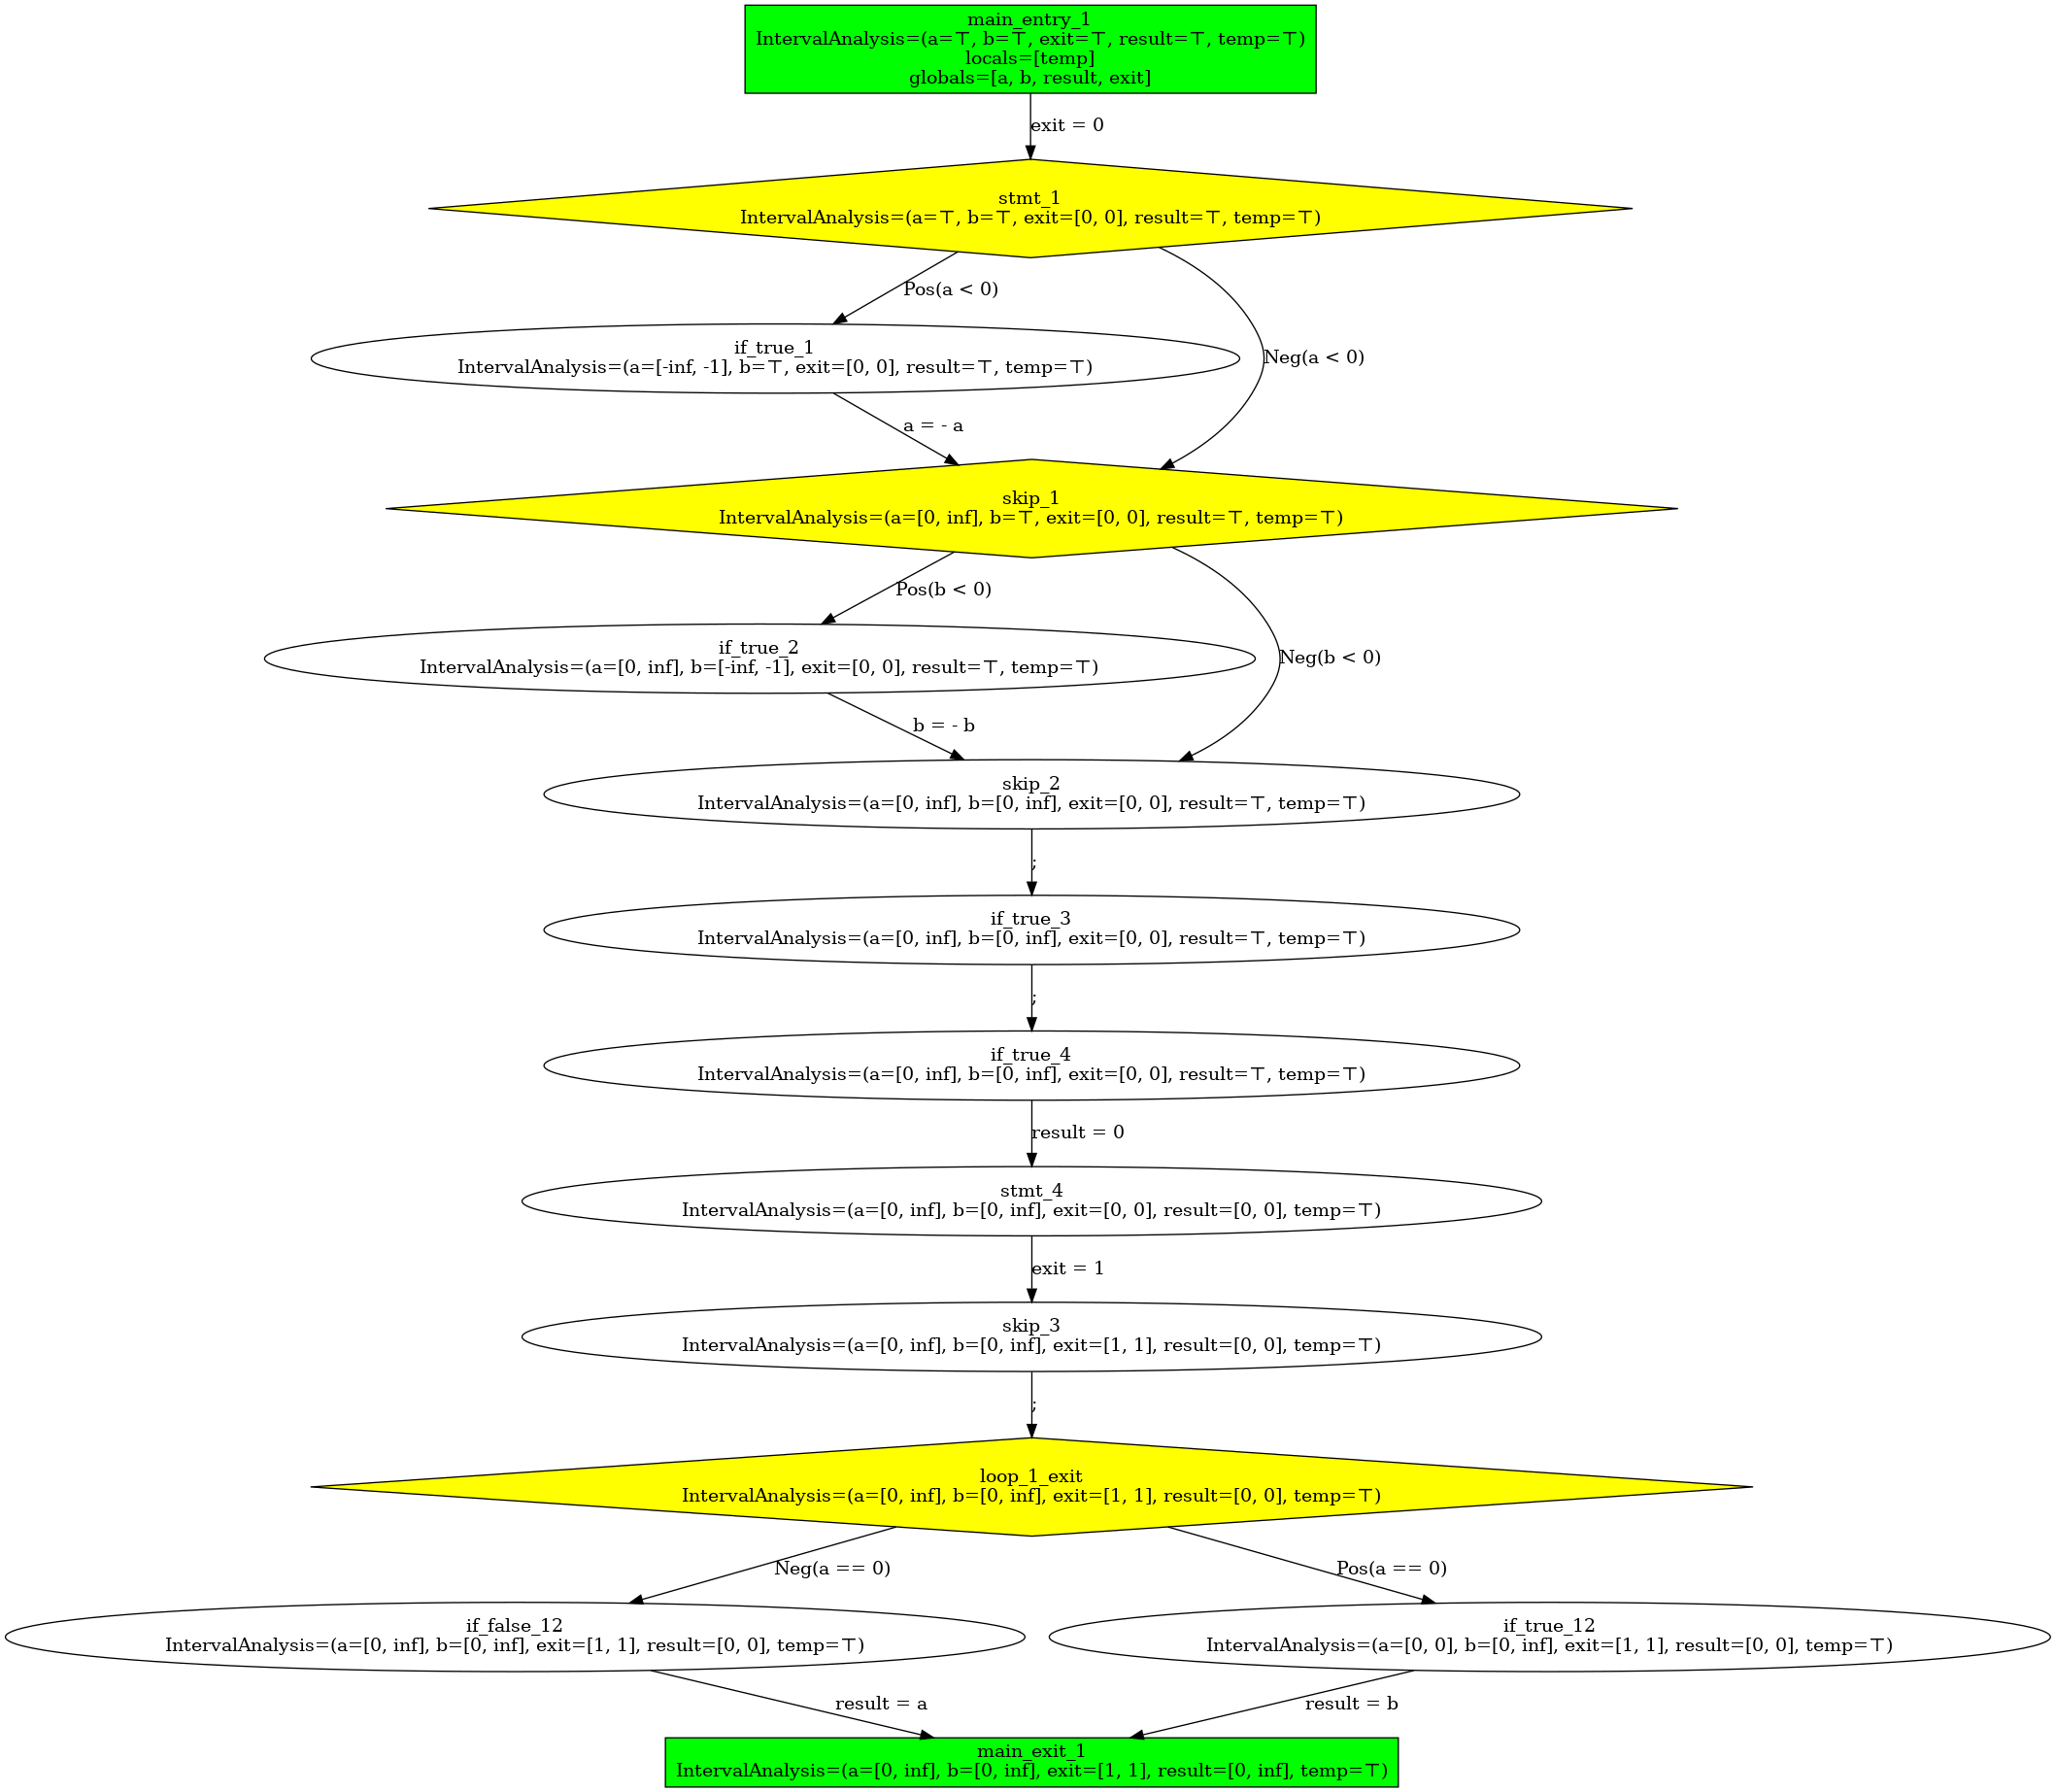 main_entry_1
IntervalAnalysis=(a=⊤, b=⊤, exit=⊤, result=⊤, temp=⊤)
locals=[temp]
globals=[a, b, result, exit]
exit = 0
stmt_1
IntervalAnalysis=(a=⊤, b=⊤, exit=[0, 0], result=⊤, temp=⊤)
Pos(a < 0)
if_true_1
IntervalAnalysis=(a=[-inf, -1], b=⊤, exit=[0, 0], result=⊤, temp=⊤)
Neg(a < 0)
a = - a
skip_1
IntervalAnalysis=(a=[0, inf], b=⊤, exit=[0, 0], result=⊤, temp=⊤)
Pos(b < 0)
if_true_2
IntervalAnalysis=(a=[0, inf], b=[-inf, -1], exit=[0, 0], result=⊤, temp=⊤)
Neg(b < 0)
b = - b
skip_2
IntervalAnalysis=(a=[0, inf], b=[0, inf], exit=[0, 0], result=⊤, temp=⊤)
;
if_true_3
IntervalAnalysis=(a=[0, inf], b=[0, inf], exit=[0, 0], result=⊤, temp=⊤)
;
if_true_4
IntervalAnalysis=(a=[0, inf], b=[0, inf], exit=[0, 0], result=⊤, temp=⊤)
result = 0
stmt_4
IntervalAnalysis=(a=[0, inf], b=[0, inf], exit=[0, 0], result=[0, 0], temp=⊤)
exit = 1
skip_3
IntervalAnalysis=(a=[0, inf], b=[0, inf], exit=[1, 1], result=[0, 0], temp=⊤)
;
loop_1_exit
IntervalAnalysis=(a=[0, inf], b=[0, inf], exit=[1, 1], result=[0, 0], temp=⊤)
Neg(a == 0)
Pos(a == 0)
if_false_12
IntervalAnalysis=(a=[0, inf], b=[0, inf], exit=[1, 1], result=[0, 0], temp=⊤)
if_true_12
IntervalAnalysis=(a=[0, 0], b=[0, inf], exit=[1, 1], result=[0, 0], temp=⊤)
result = a
result = b
main_exit_1
IntervalAnalysis=(a=[0, inf], b=[0, inf], exit=[1, 1], result=[0, inf], temp=⊤)